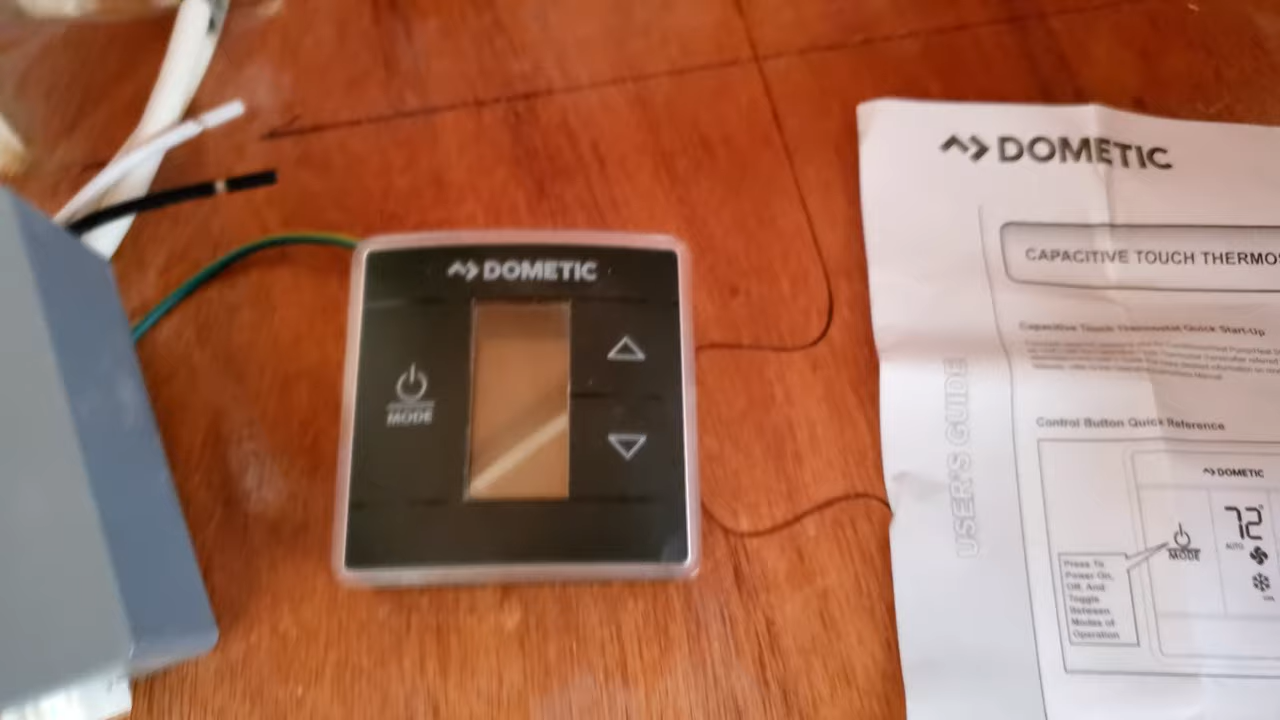 DOMETIC
MODE
DOMETIC
CAPACITIVE TOUCH THERMOS
Capacitive Touch Thermostat Quick Start-Up
USER'S GUIDE
Control Button Quick Reference
DOMETIC
72°
AUTO
MODE
Press To
Power On,
Off, And
Toggle
Between
Modes of
Operation